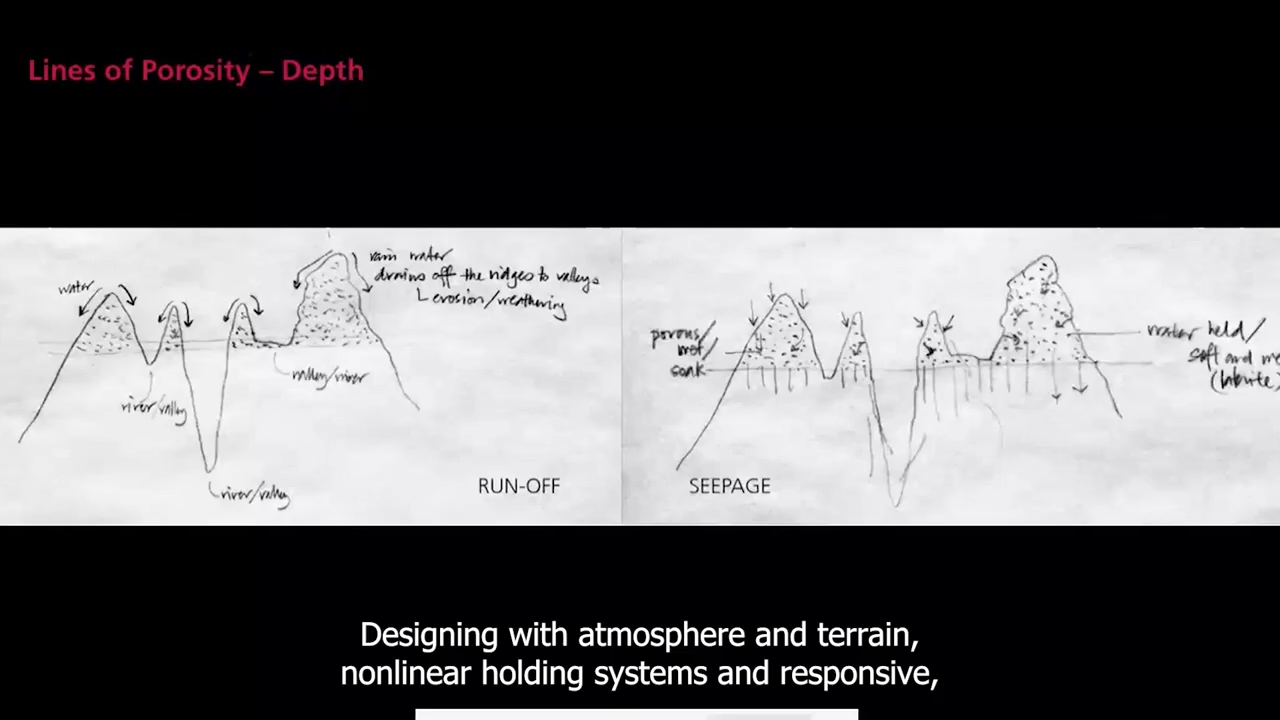 Lines of Porosity – Depth
water
rain water
drains off the ridges to valleys
erosion/weathering
valley/river
river/valley
river/valley
RUN-OFF
porous/
wet/
soak
water held/
soft and
SEEPAGE
Designing with atmosphere and terrain,
nonlinear holding systems and responsive,